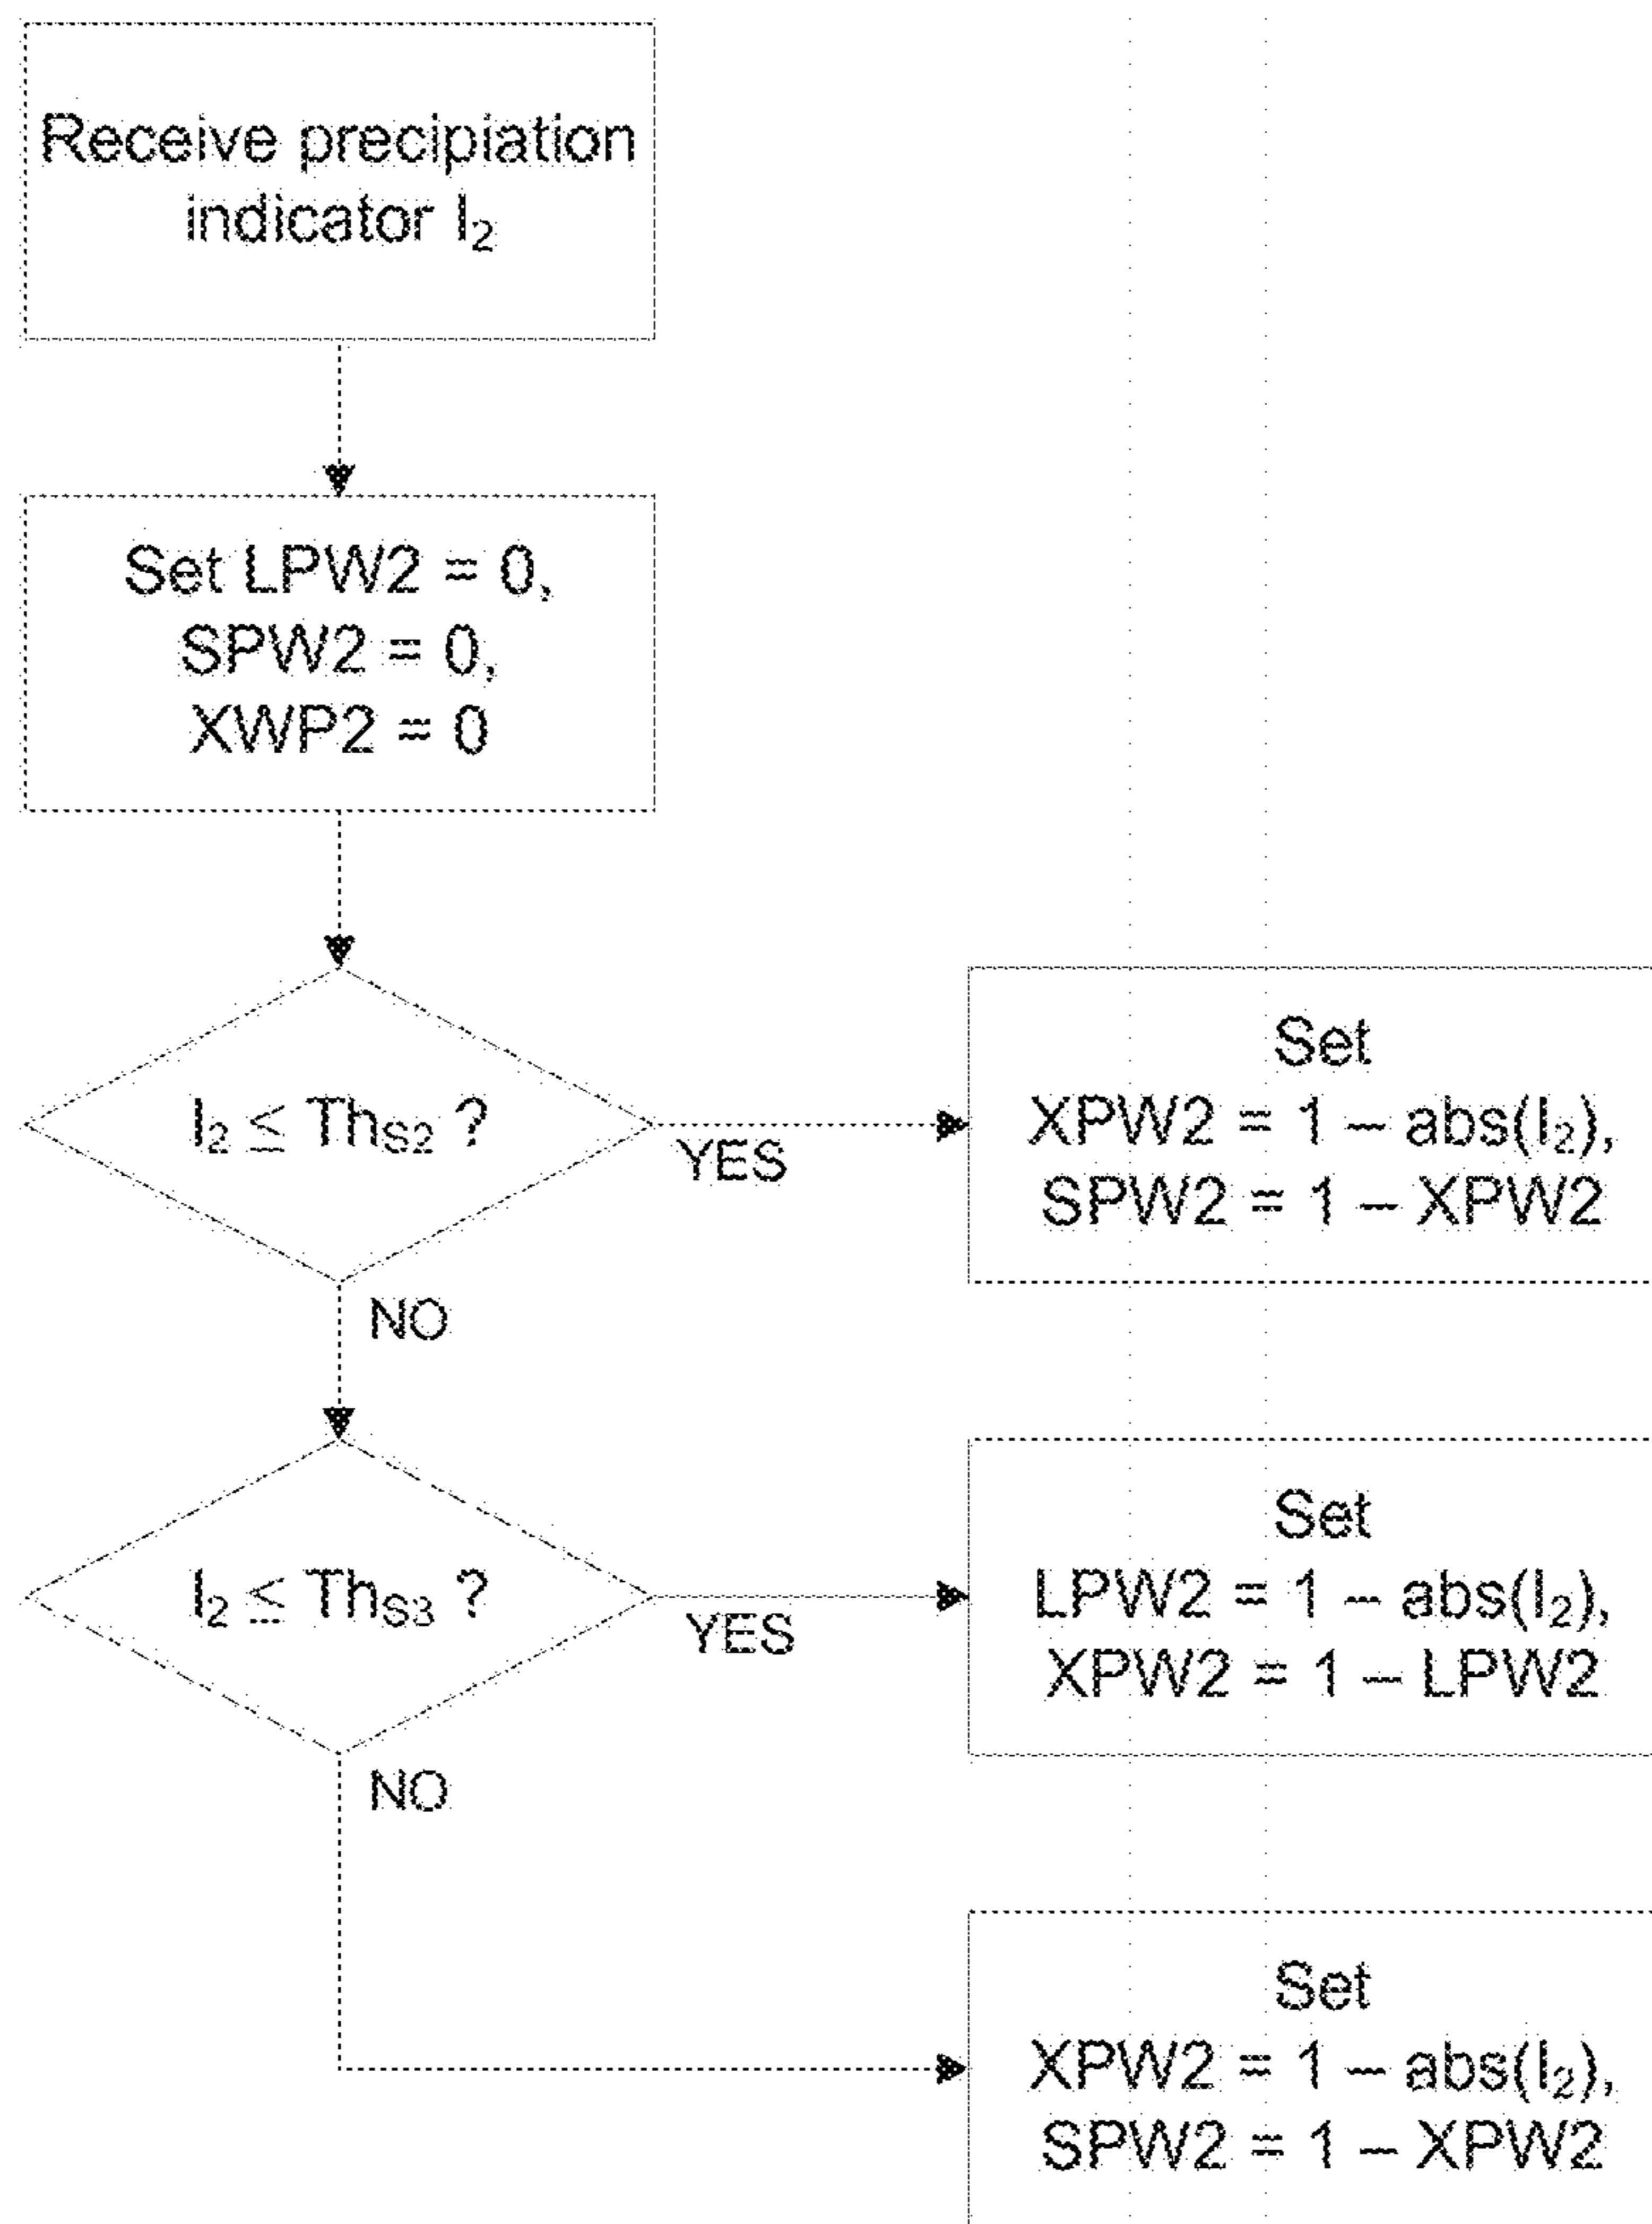 Receive precipiation
indicator I₂
Set LPW2 = 0,
SPW2 = 0,
XWP2 = 0
I₂ ≤ Th_S2 ?
YES
Set
XPW2 = 1 – abs(I₂),
SPW2 = 1 – XPW2
NO
I₂ ≤ Th_S3 ?
YES
Set
LPW2 = 1 – abs(I₂),
XPW2 = 1 – LPW2
NO
Set
XPW2 = 1 – abs(I₂),
SPW2 = 1 – XPW2